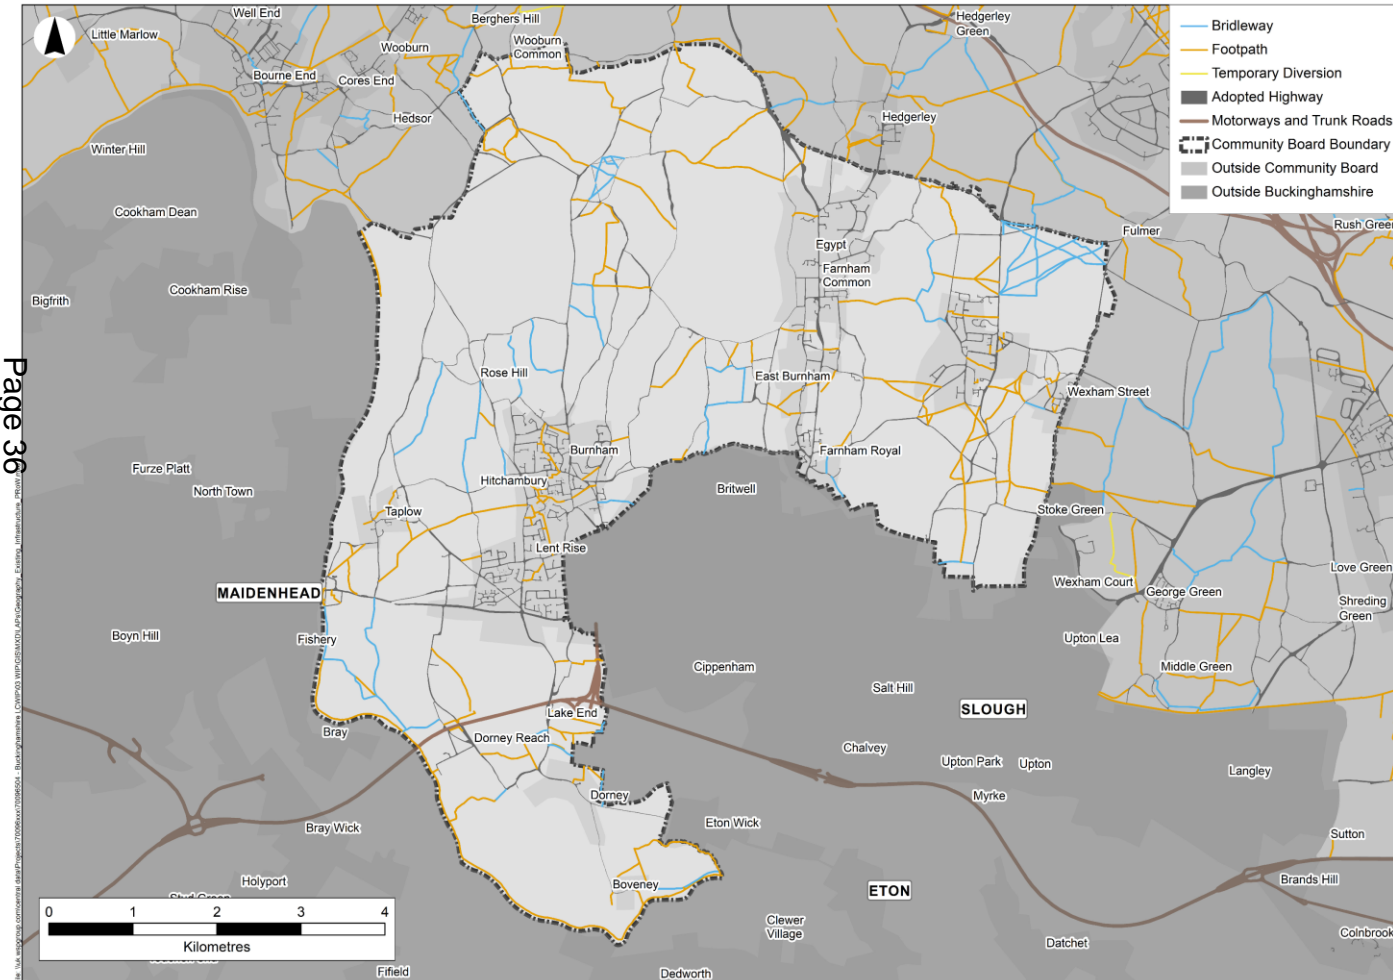 Well End
Berghers Hill
Hedgerley
Green
Little Marlow
Wooburn
Wooburn
Common
Bourne End
Cores End
Hedsor
Hedgerley
Winter Hill
Bridleway
Footpath
Temporary Diversion
Adopted Highway
Motorways and Trunk Roads
Community Board Boundary
Outside Community Board
Outside Buckinghamshire
Cookham Dean
Rush Green
Fulmer
Egypt
Farnham
Common
Cookham Rise
Bigfrith
Rose Hill
East Burnham
Wexham Street
Page 36
Burnham
Farnham Royal
Furze Platt
North Town
Hitchambury
Britwell
Taplow
Stoke Green
Lent Rise
Wexham Court
George Green
Love Green
MAIDENHEAD
Shreding
Green
Boyn Hill
Fishery
Upton Lea
Cippenham
Middle Green
Salt Hill
SLOUGH
Lake End
Bray
Dorney Reach
Chalvey
Upton Park
Upton
Langley
Dorney
Myrke
Bray Wick
Eton Wick
Sutton
Holyport
Boveney
ETON
Brands Hill
Stud Green
0 1 2 3 4
Kilometres
Clewer
Village
Datchet
Colnbrook
Fifield
Dedworth